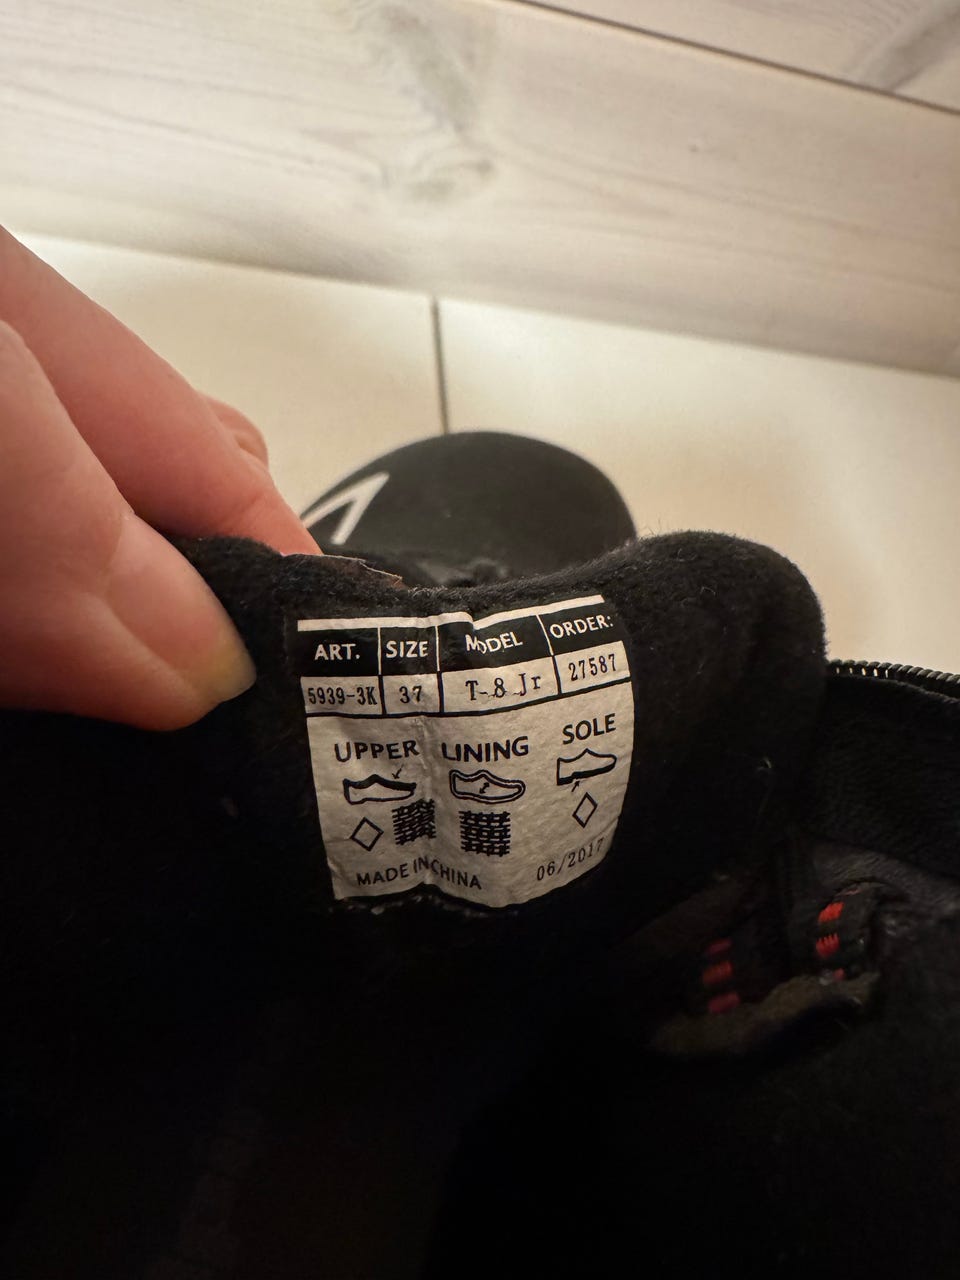 ART. SIZE MODEL ORDER:
5939-3K 37 T-8 Jr 27587
UPPER LINING SOLE
MADE IN CHINA 06/2017